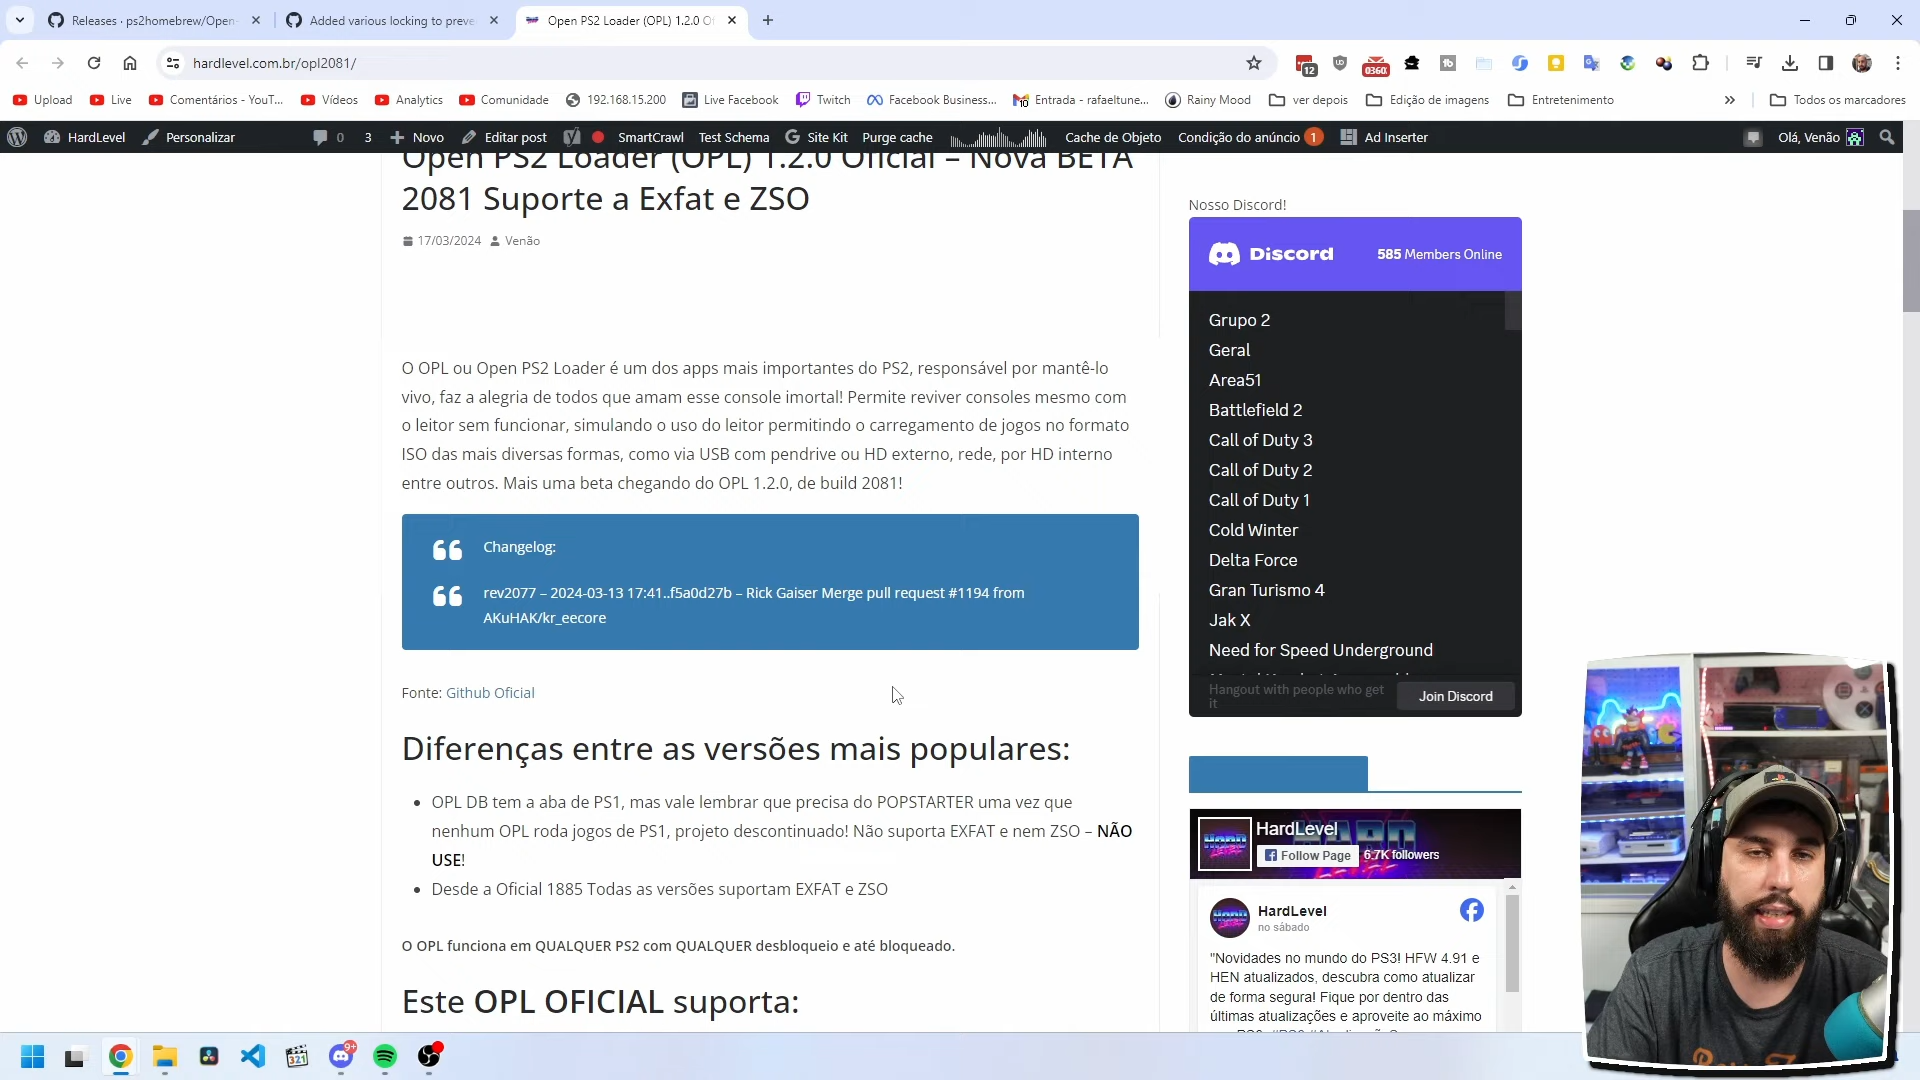 Releases · ps2homebrew/Open-
Added various locking to preve
Open PS2 Loader (OPL) 1.2.0 Of
hardlevel.com.br/opl2081/
12
0360
Upload
Live
Comentários - YouT...
Vídeos
Analytics
Comunidade
192.168.15.200
Live Facebook
Twitch
Facebook Business...
Entrada - rafaeltune...
Rainy Mood
ver depois
Edição de imagens
Entretenimento
Todos os marcadores
HardLevel
Personalizar
0
3
Novo
Editar post
SmartCrawl
Test Schema
Site Kit
Purge cache
Cache de Objeto
Condição do anúncio 1
Ad Inserter
Olá, Venão
Open PS2 Loader (OPL) 1.2.0 Oficial – Nova BETA
2081 Suporte a Exfat e ZSO
17/03/2024 Venão
O OPL ou Open PS2 Loader é um dos apps mais importantes do PS2, responsável por mantê-lo
vivo, faz a alegria de todos que amam esse console imortal! Permite reviver consoles mesmo com
o leitor sem funcionar, simulando o uso do leitor permitindo o carregamento de jogos no formato
ISO das mais diversas formas, como via USB com pendrive ou HD externo, rede, por HD interno
entre outros. Mais uma beta chegando do OPL 1.2.0, de build 2081!
Changelog:
rev2077 – 2024-03-13 17:41..f5a0d27b – Rick Gaiser Merge pull request #1194 from
AKuHAK/kr_eecore
Fonte: Github Oficial
Diferenças entre as versões mais populares:
OPL DB tem a aba de PS1, mas vale lembrar que precisa do POPSTARTER uma vez que
nenhum OPL roda jogos de PS1, projeto descontinuado! Não suporta EXFAT e nem ZSO – NÃO
USE!
Desde a Oficial 1885 Todas as versões suportam EXFAT e ZSO
O OPL funciona em QUALQUER PS2 com QUALQUER desbloqueio e até bloqueado.
Este OPL OFICIAL suporta:
Nosso Discord!
Discord
585 Members Online
Grupo 2
Geral
Area51
Battlefield 2
Call of Duty 3
Call of Duty 2
Call of Duty 1
Cold Winter
Delta Force
Gran Turismo 4
Jak X
Need for Speed Underground
Hangout with people who get
it
Join Discord
HardLevel
Follow Page
6.7K followers
HardLevel
no sábado
"Novidades no mundo do PS3! HFW 4.91 e
HEN atualizados, descubra como atualizar
de forma segura! Fique por dentro das
últimas atualizações e aproveite ao máximo
9+
321